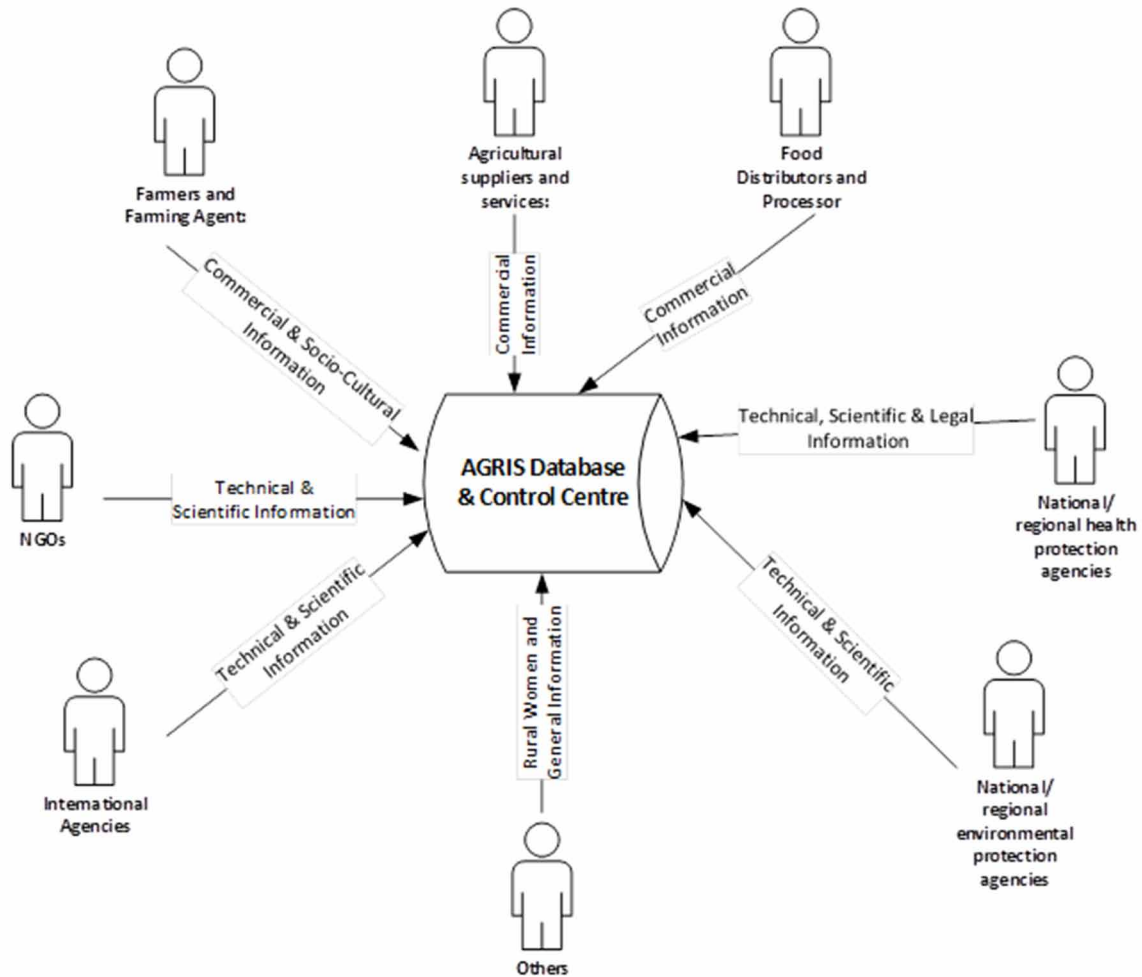 Farmers and
Farming Agent:
Agricultural
suppliers and
services:
Food
Distributors and
Processor
Commercial & Socio-Cultural
Information
Commercial
Information
Commercial
Information
NGOs
Technical &
Scientific Information
AGRIS Database
& Control Centre
Technical, Scientific & Legal
Information
National/
regional health
protection
agencies
International
Agencies
Technical & Scientific
Information
Rural Women and
General Information
Others
Technical & Scientific
Information
National/
regional
environmental
protection
agencies